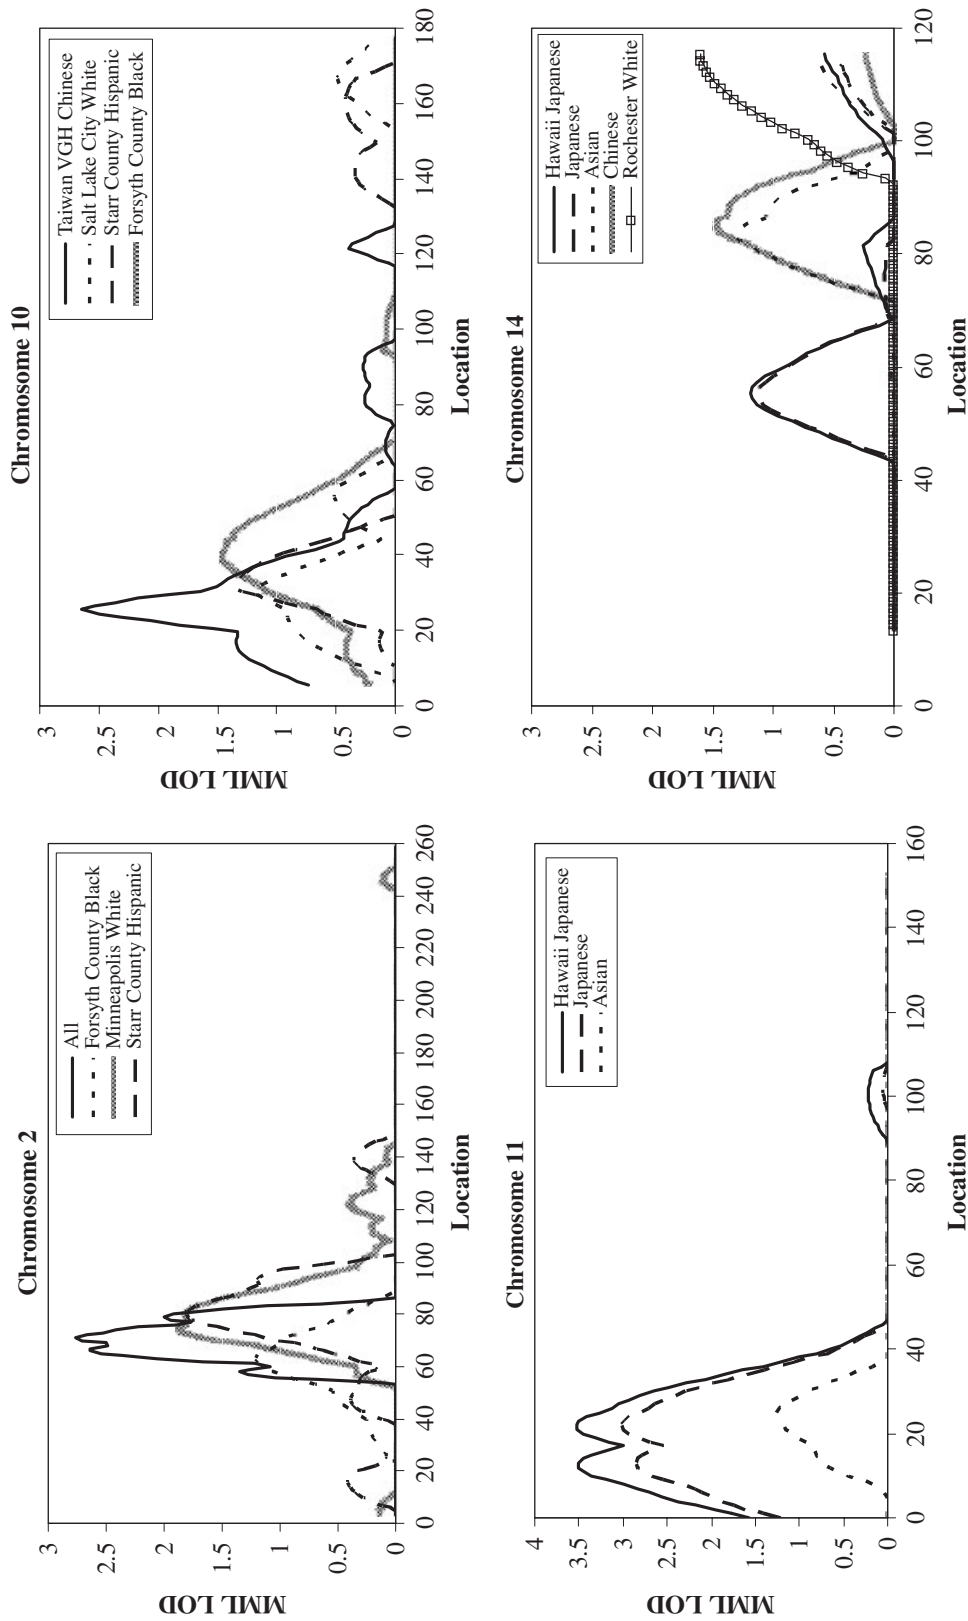 Chromosome 2
MML LOD
3
2.5
2
1.5
1
0.5
0
All
Forsyth County Black
Minneapolis White
Starr County Hispanic
0 20 40 60 80 100 120 140 160 180 200 220 240 260
Location
Chromosome 10
MML LOD
3
2.5
2
1.5
1
0.5
0
Taiwan VGH Chinese
Salt Lake City White
Starr County Hispanic
Forsyth County Black
0 20 40 60 80 100 120 140 160 180
Location
Chromosome 11
MML LOD
4
3.5
3
2.5
2
1.5
1
0.5
0
Hawaii Japanese
Japanese
Asian
0 20 40 60 80 100 120 140 160
Location
Chromosome 14
MML LOD
3
2.5
2
1.5
1
0.5
0
Hawaii Japanese
Japanese
Asian
Chinese
Rochester White
0 20 40 60 80 100 120
Location